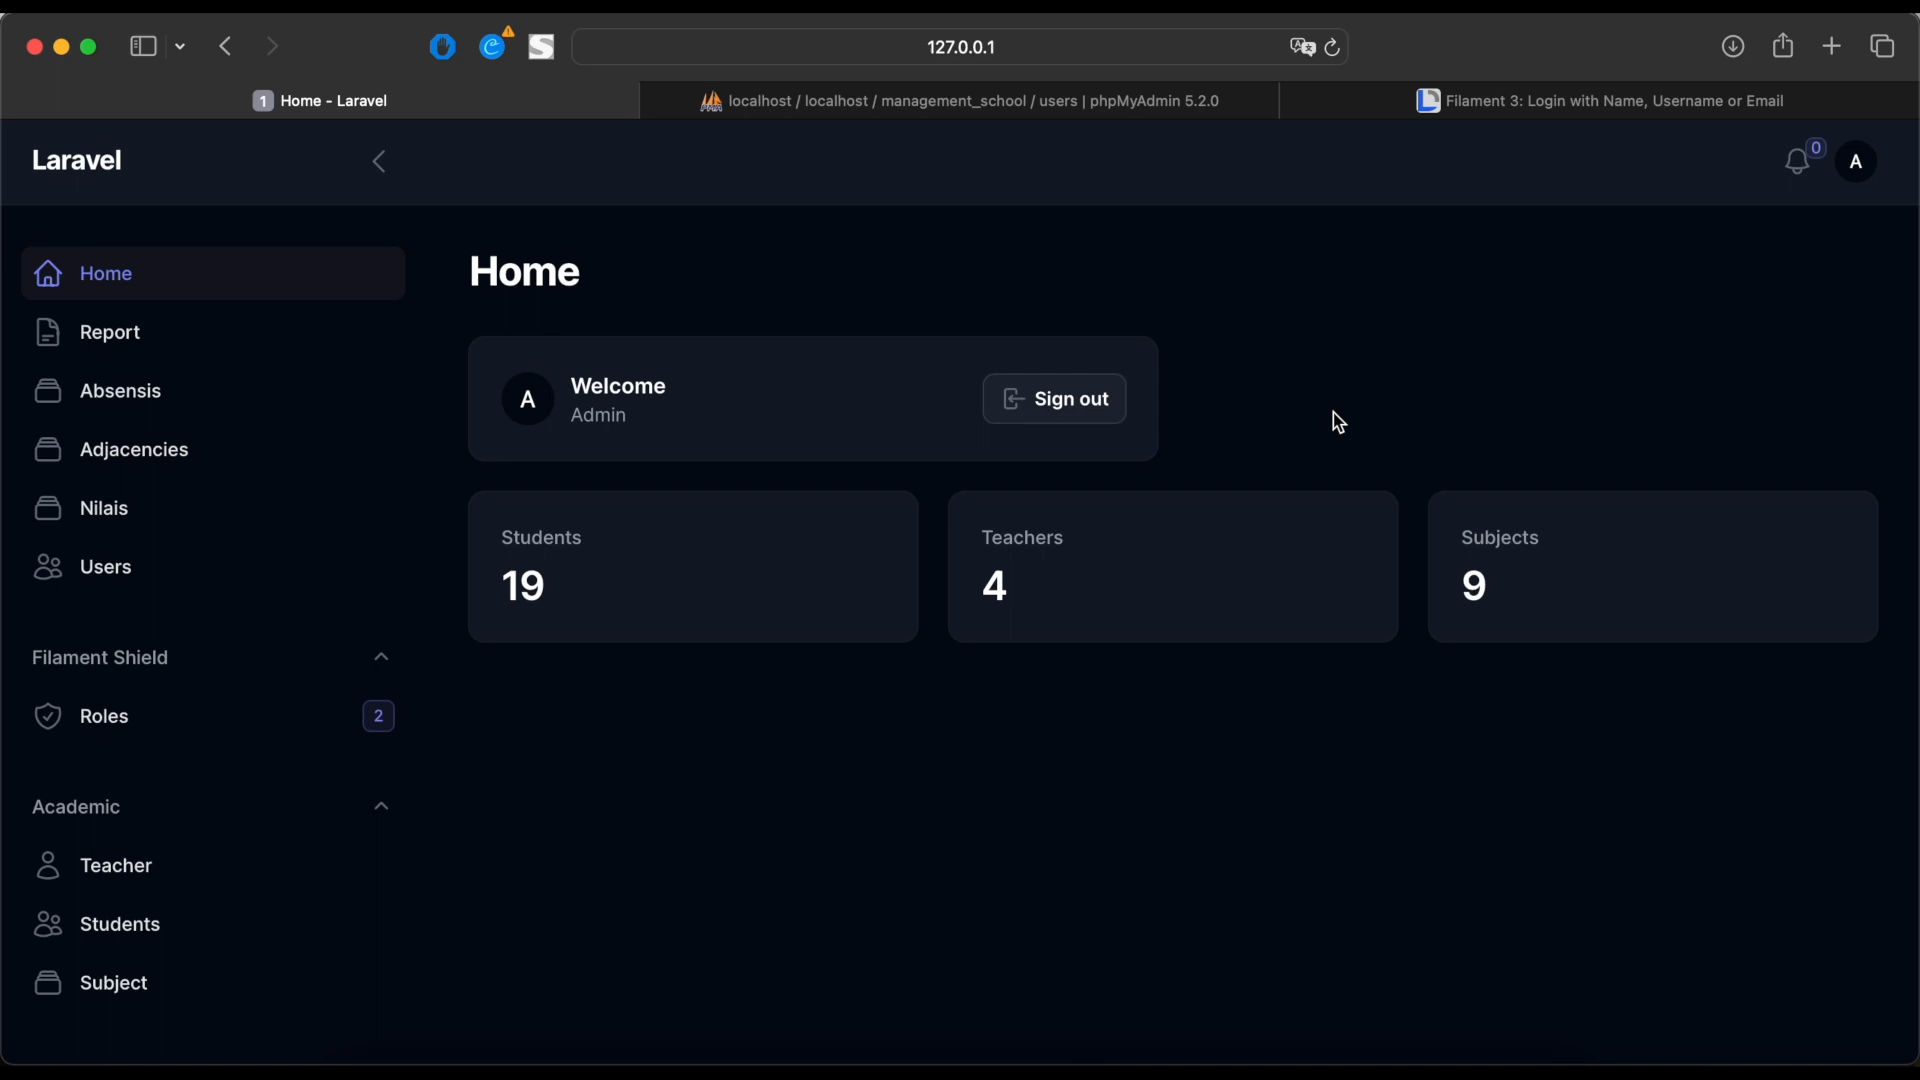 127.0.0.1
1 Home - Laravel
localhost / localhost / management_school / users | phpMyAdmin 5.2.0
Filament 3: Login with Name, Username or Email
Laravel
0
A
Home
Report
Absensis
Adjacencies
Nilais
Users
Filament Shield
Roles
2
Academic
Teacher
Students
Subject
Home
A
Welcome
Admin
Sign out
Students
19
Teachers
4
Subjects
9